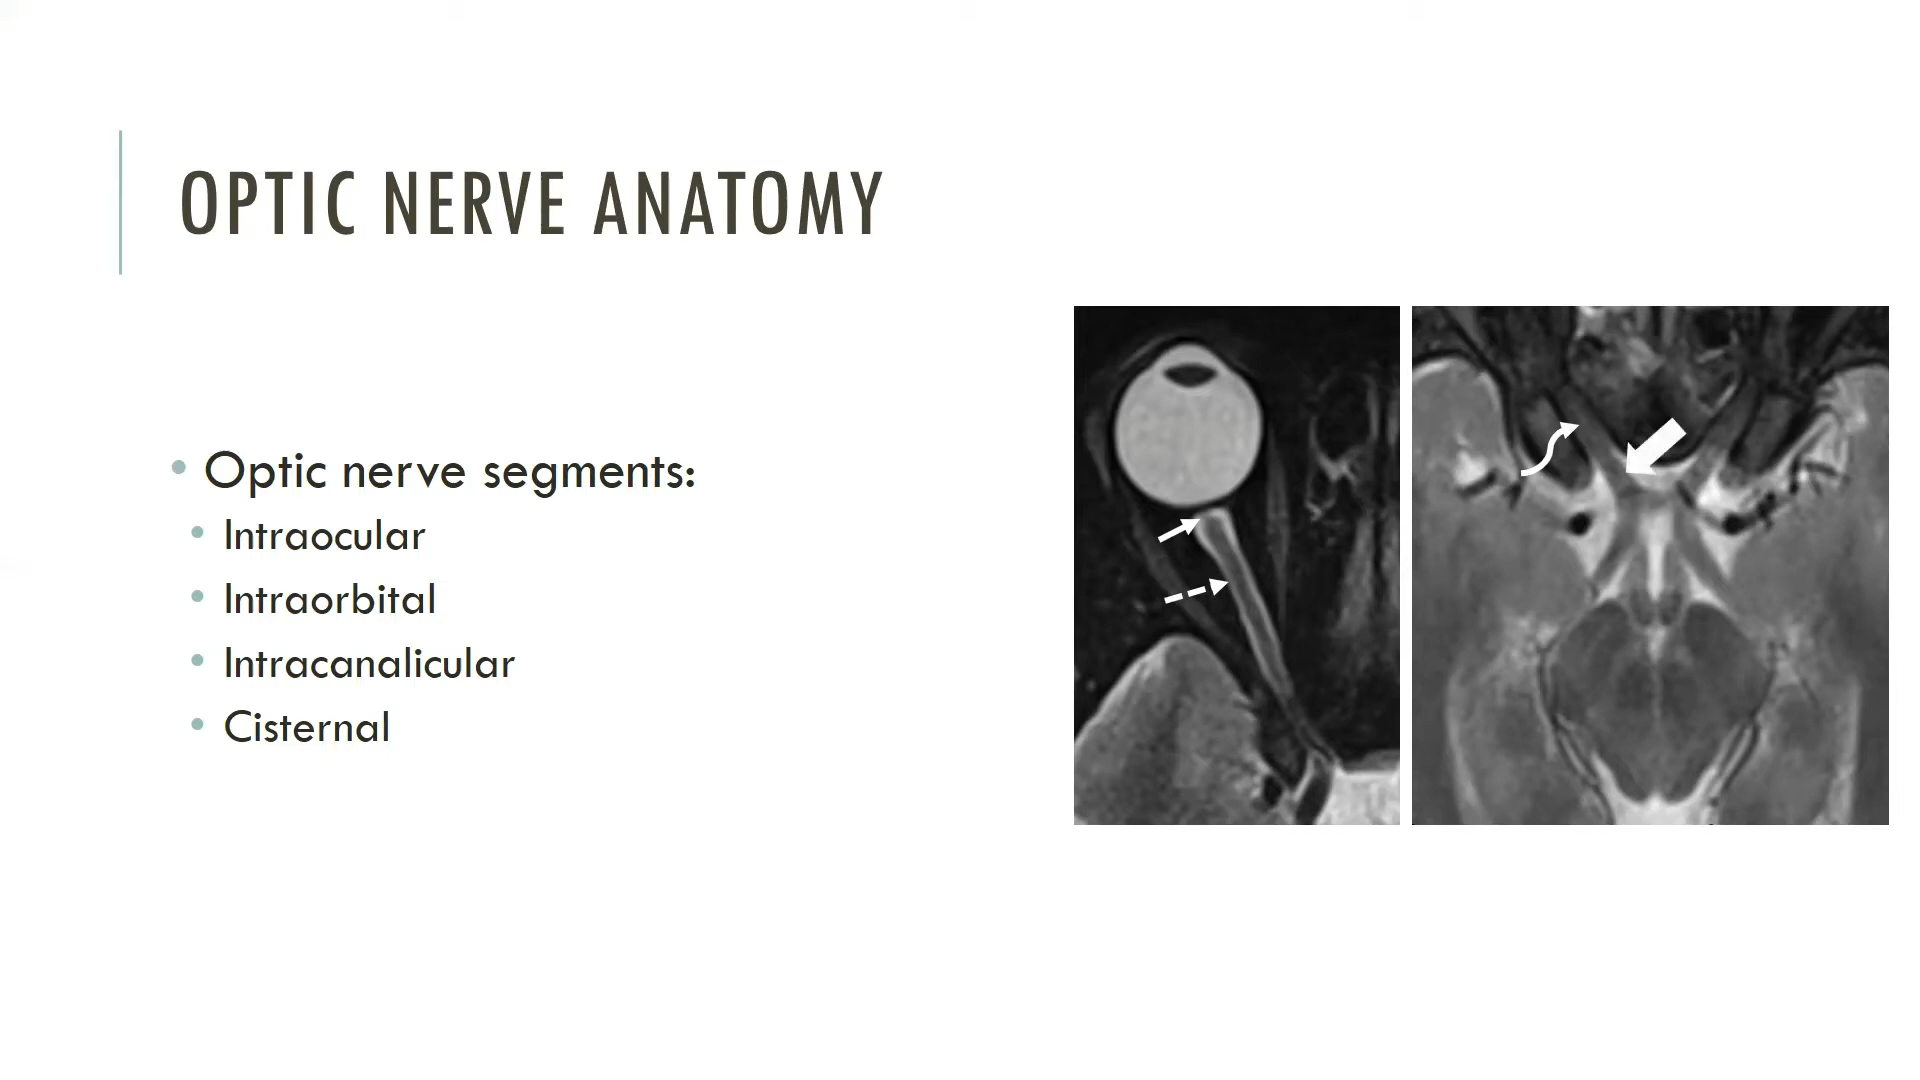 OPTIC NERVE ANATOMY
• Optic nerve segments:
• Intraocular
• Intraorbital
• Intracanalicular
• Cisternal